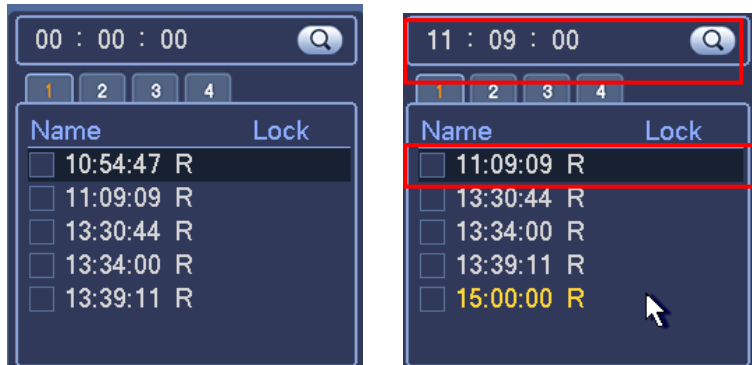 00 : 00 : 00
1 2 3 4
Name Lock
10:54:47 R
11:09:09 R
13:30:44 R
13:34:00 R
13:39:11 R
11 : 09 : 00
1 2 3 4
Name Lock
11:09:09 R
13:30:44 R
13:34:00 R
13:39:11 R
15:00:00 R